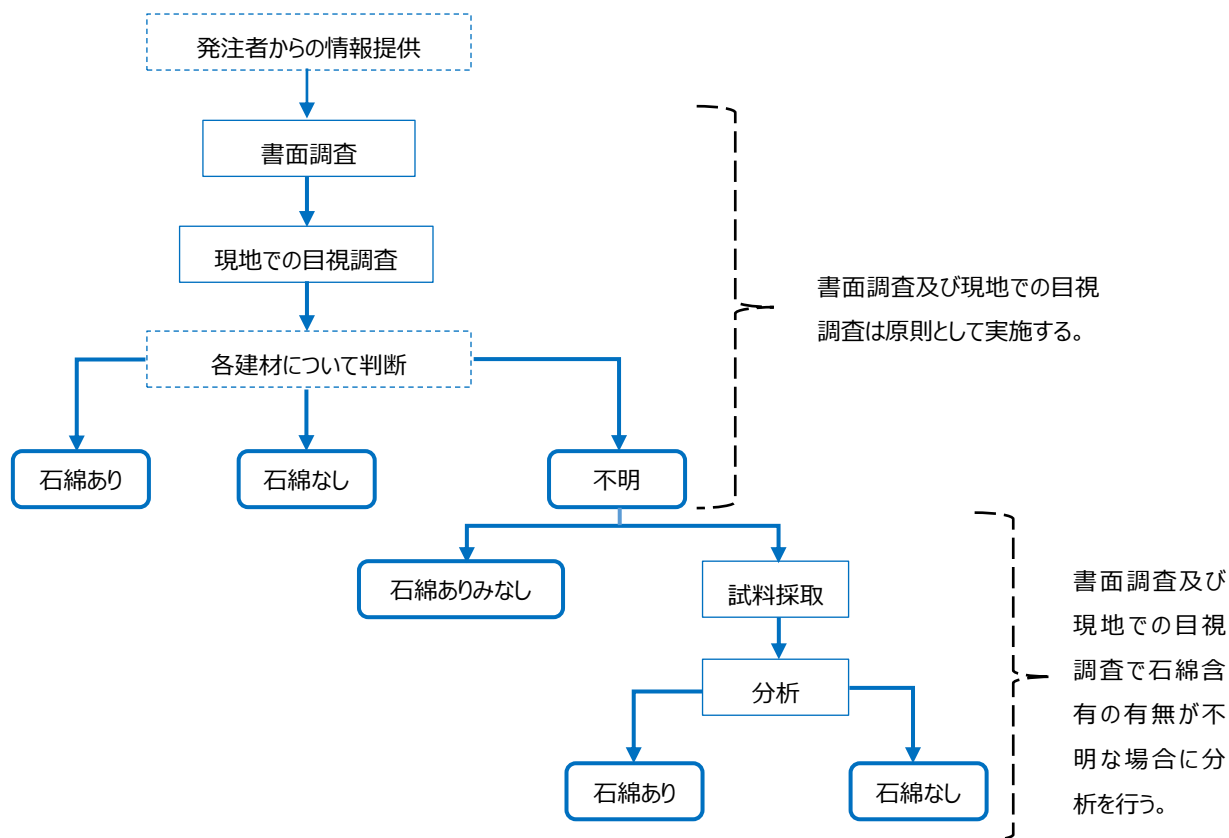 発注者からの情報提供
書面調査
現地での目視調査
各建材について判断
石綿あり
石綿なし
不明
書面調査及び現地での目視
調査は原則として実施する。
石綿ありみなし
試料採取
分析
石綿あり
石綿なし
書面調査及び
現地での目視
調査で石綿含
有の有無が不
明な場合に分
析を行う。